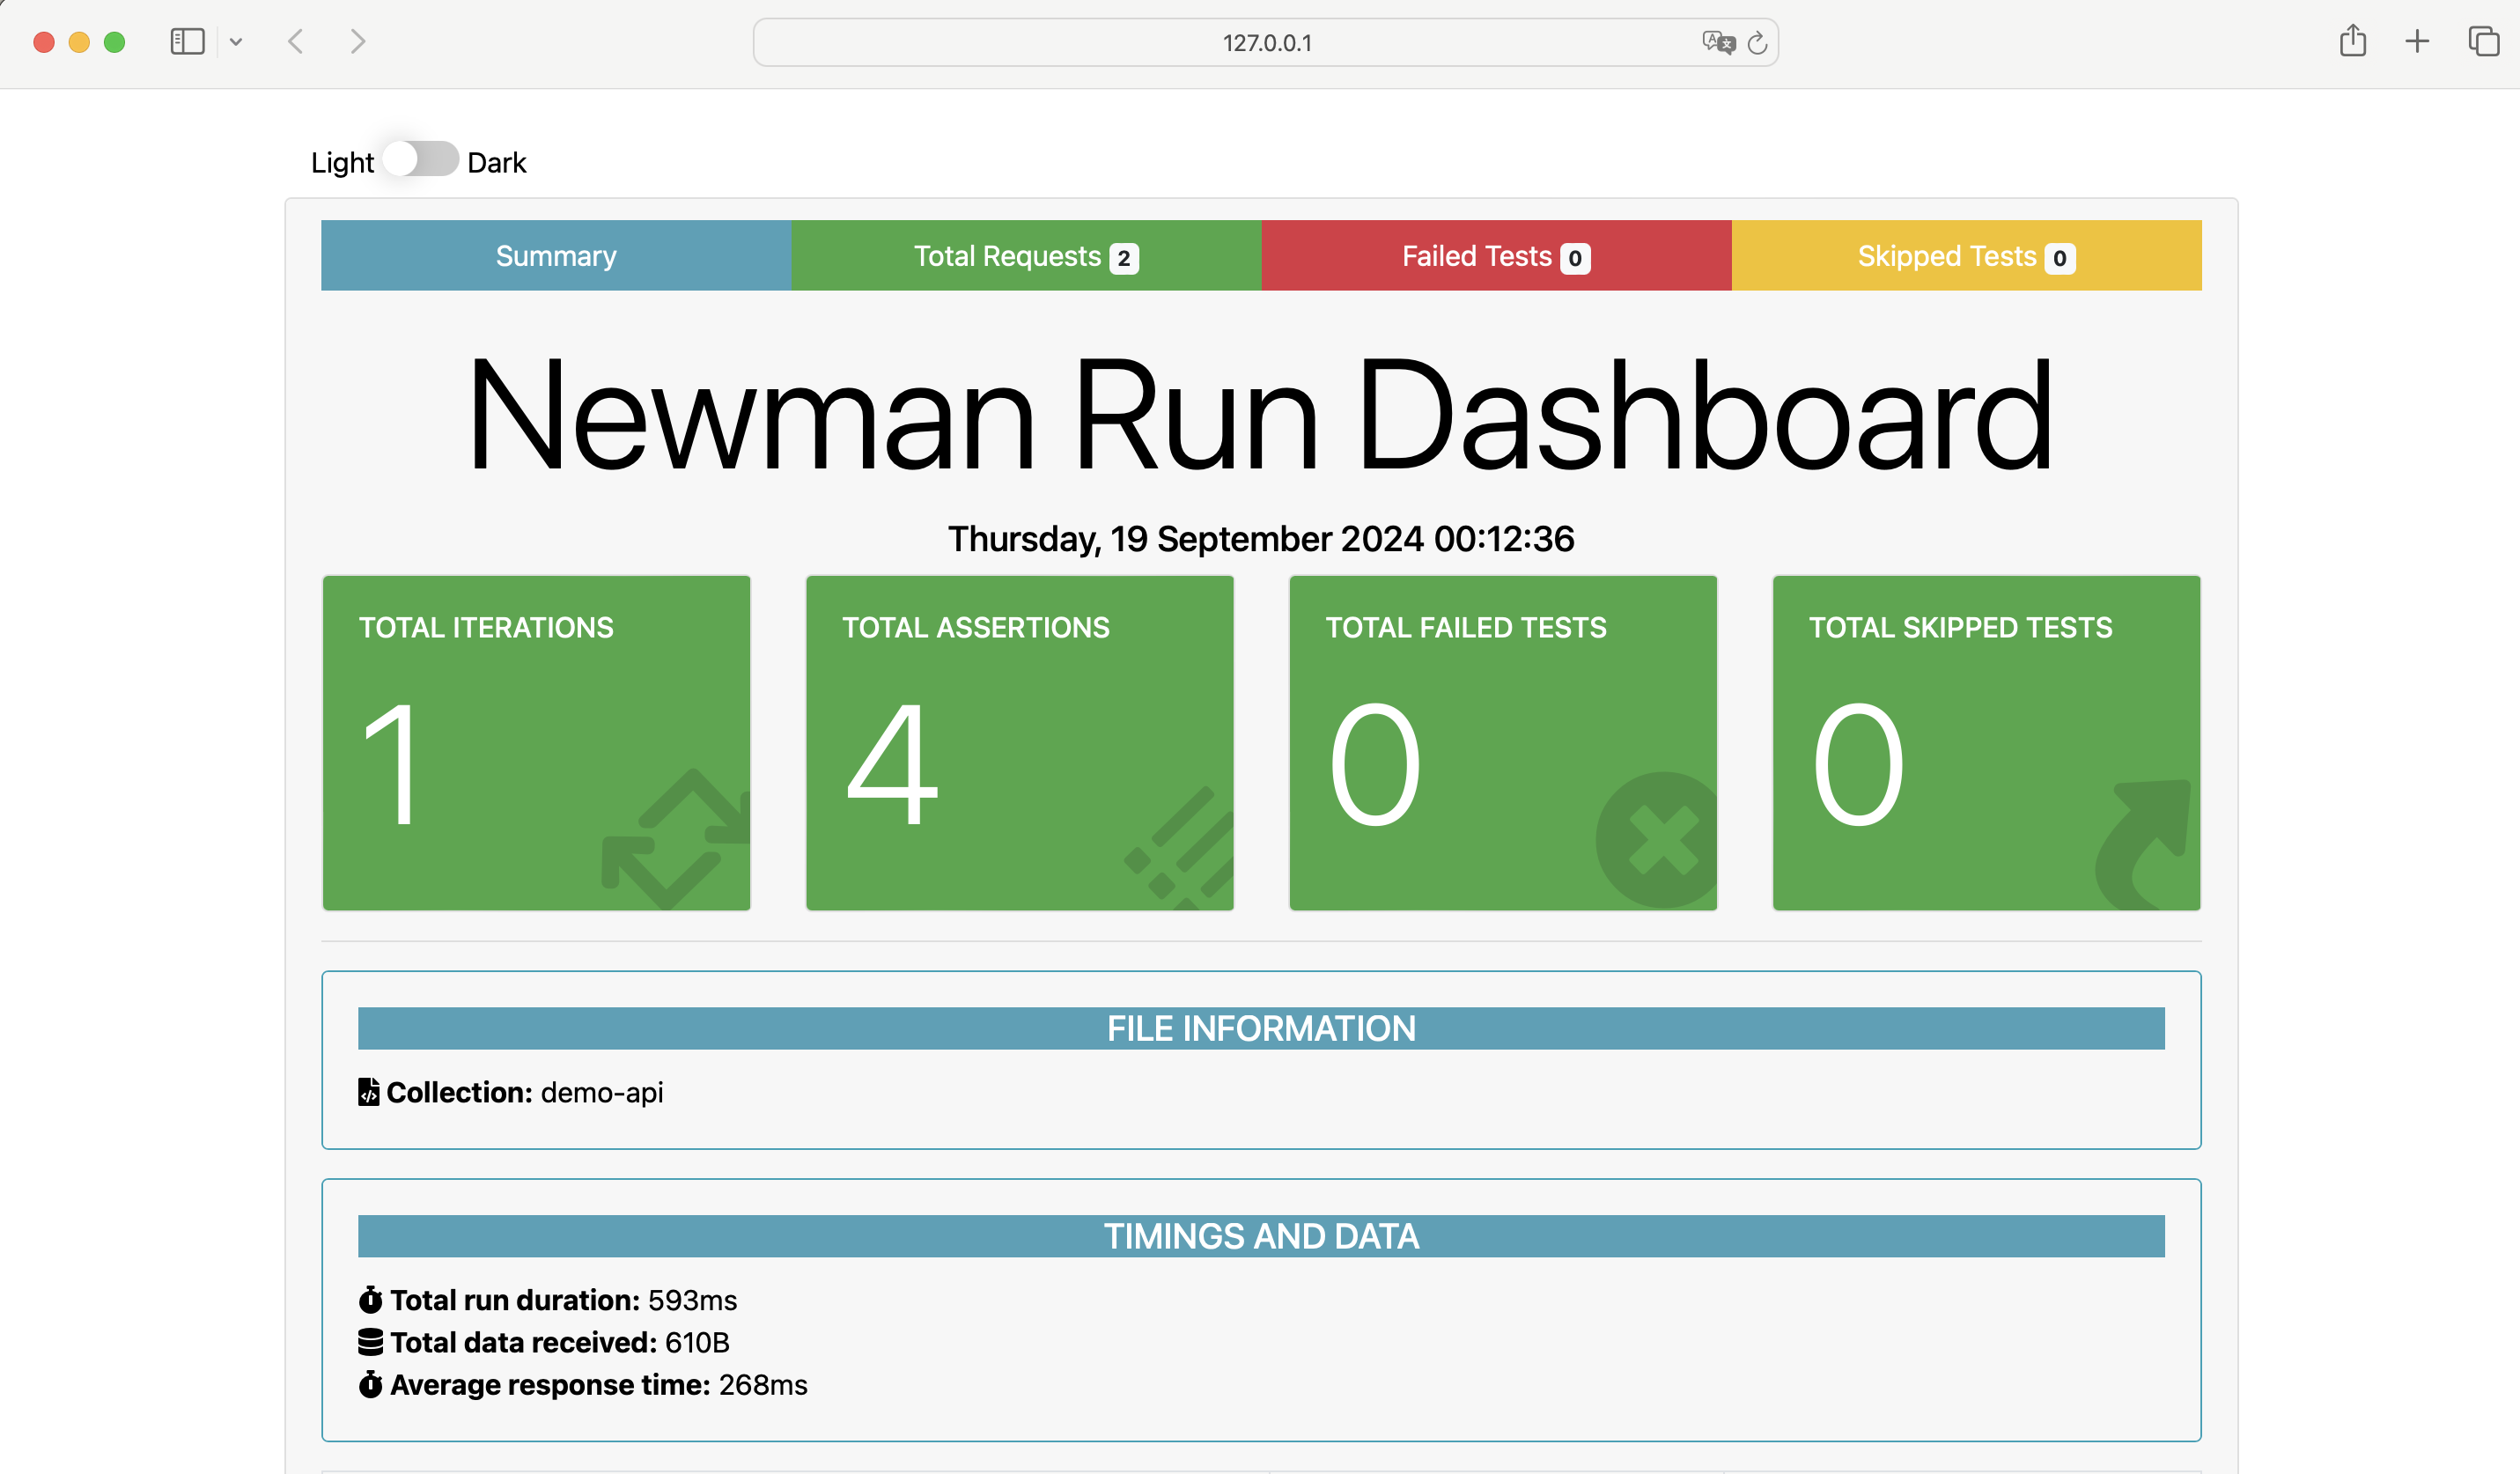 127.0.0.1
Light Dark
Summary Total Requests 2 Failed Tests 0 Skipped Tests 0
Newman Run Dashboard
Thursday, 19 September 2024 00:12:36
TOTAL ITERATIONS TOTAL ASSERTIONS TOTAL FAILED TESTS TOTAL SKIPPED TESTS
1 4 0 0
FILE INFORMATION
Collection: demo-api
TIMINGS AND DATA
Total run duration: 593ms
Total data received: 610B
Average response time: 268ms